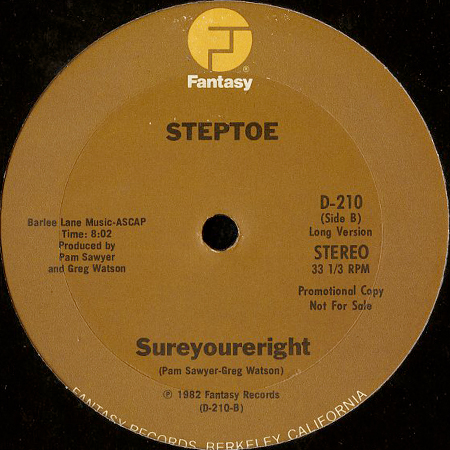 Fantasy ®
STEPTOE
Barlee Lane Music-ASCAP
Time: 8:02
Produced by
Pam Sawyer
and Greg Watson
D-210
(Side B)
Long Version
STEREO
33 1/3 RPM
Promotional Copy
Not For Sale
Sureyoureright
(Pam Sawyer-Greg Watson)
℗ 1982 Fantasy Records
(D-210-B)
FANTASY RECORDS, BERKELEY, CALIFORNIA